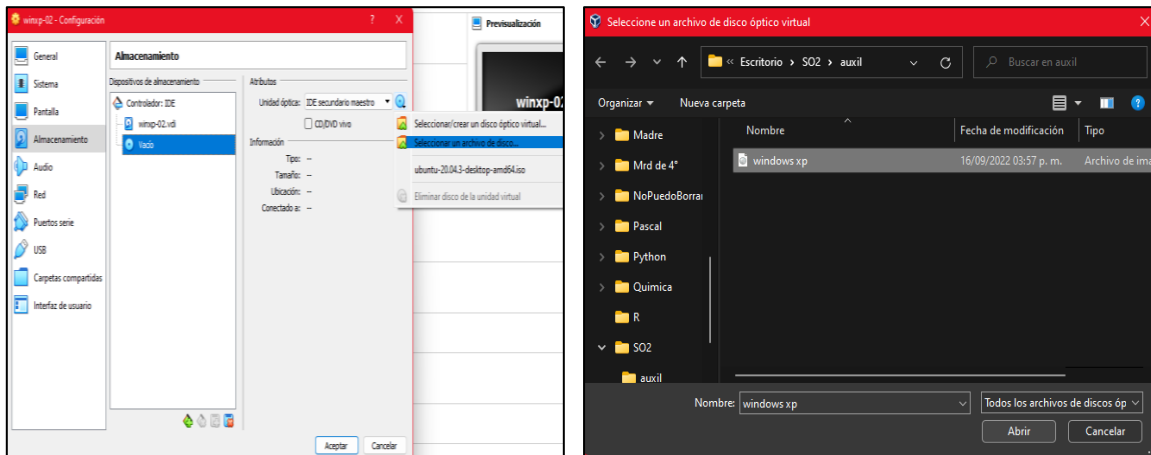 winxp-02 - Configuración ? X
General
Sistema
Pantalla
Almacenamiento
Audio
Red
Puertos serie
USB
Carpetas compartidas
Interfaz de usuario
Almacenamiento
Dispositivos de almacenamiento
Controlador: IDE
winxp-02.vdi
Vacío
Atributos
Unidad óptica: IDE secundario maestro
CD/DVD vivo
Información
Tipo: --
Tamaño: --
Ubicación: --
Conectado a: --
Aceptar Cancelar
Previsualización
winxp-02
Seleccionar/crear un disco óptico virtual...
Seleccionar un archivo de disco...
ubuntu-20.04.3-desktop-amd64.iso
Eliminar disco de la unidad virtual
Seleccione un archivo de disco óptico virtual
« Escritorio › SO2 › auxil
Buscar en auxil
Organizar Nueva carpeta
Madre
Mrd de 4°
NoPuedoBorrar
Pascal
Python
Quimica
R
SO2
auxil
Nombre Fecha de modificación Tipo
windows xp 16/09/2022 03:57 p. m. Archivo de ima
Nombre: windows xp Todos los archivos de discos óp
Abrir Cancelar